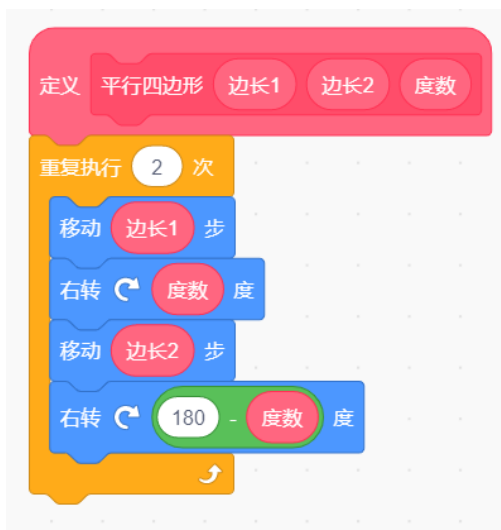 定义 平行四边形 边长1 边长2 度数
重复执行 2 次
移动 边长1 步
右转 度数 度
移动 边长2 步
右转 180 - 度数 度